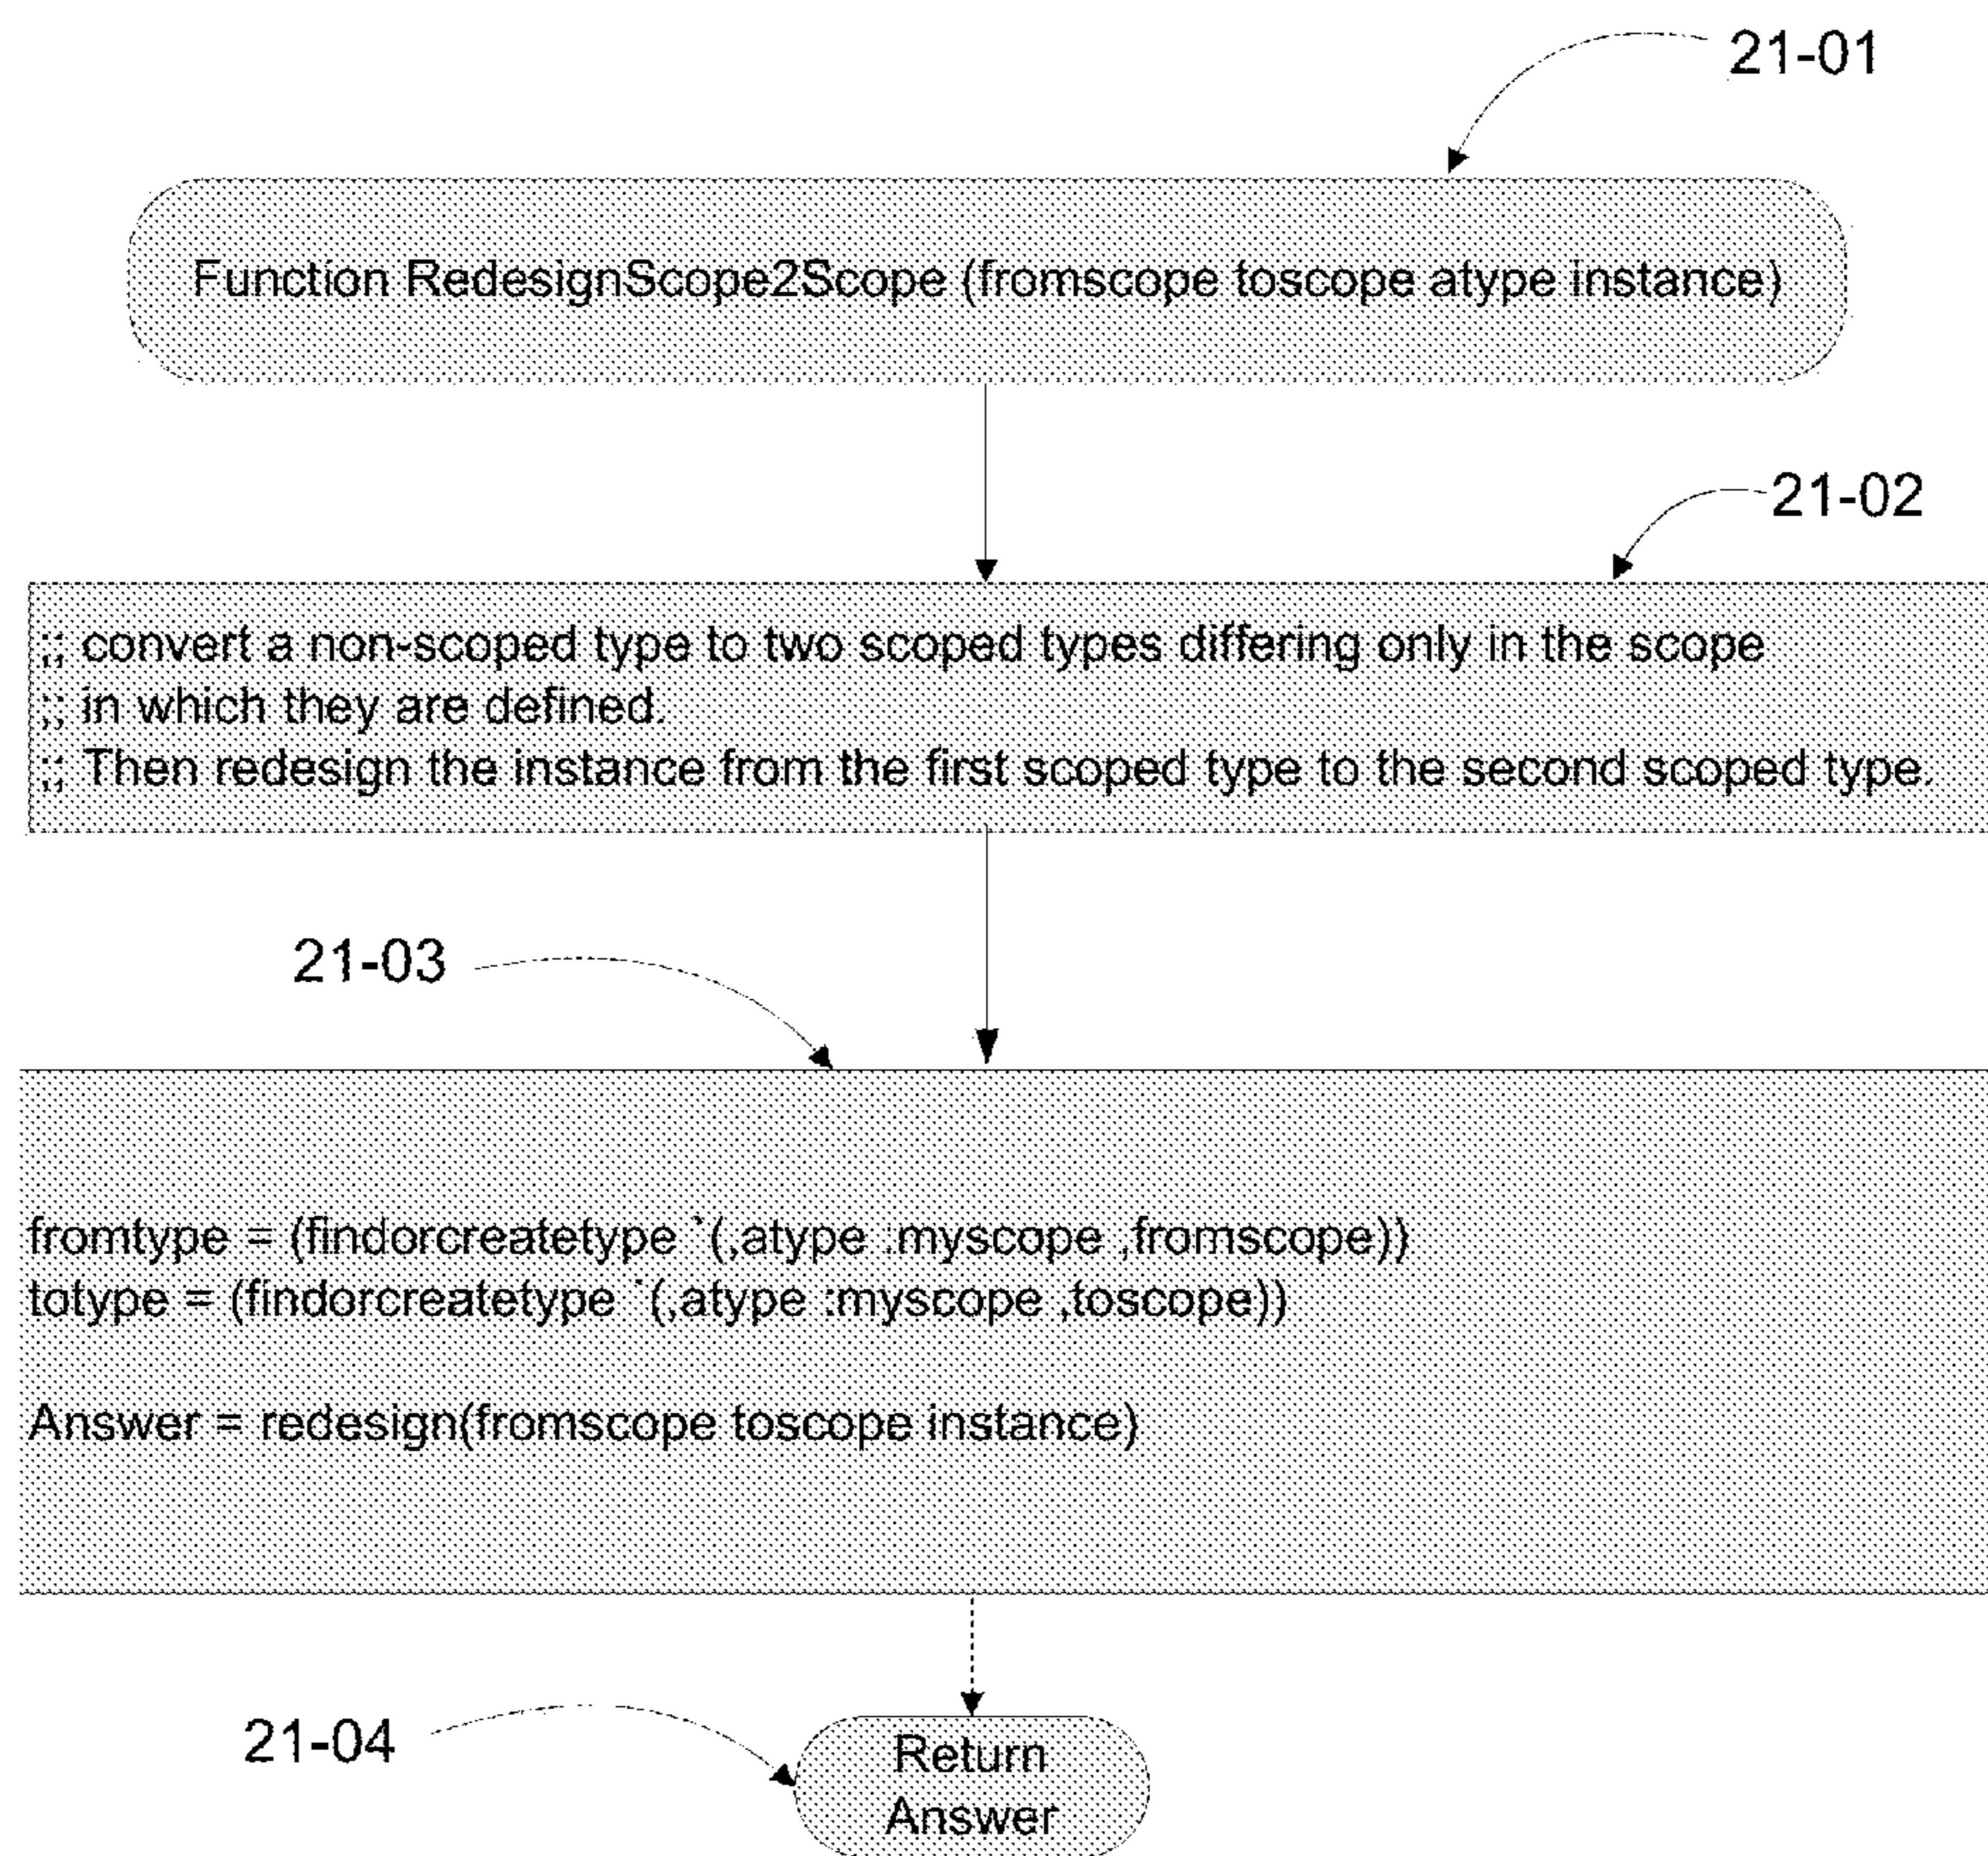 21-01
Function RedesignScope2Scope (fromscope toscope atype instance)
21-02
;; convert a non-scoped type to two scoped types differing only in the scope
;; in which they are defined.
;; Then redesign the instance from the first scoped type to the second scoped type.
21-03
fromtype = (findorcreatetype `(,atype :myscope ,fromscope))
totype = (findorcreatetype `(,atype :myscope ,toscope))
Answer = redesign(fromscope toscope instance)
21-04
Return
Answer